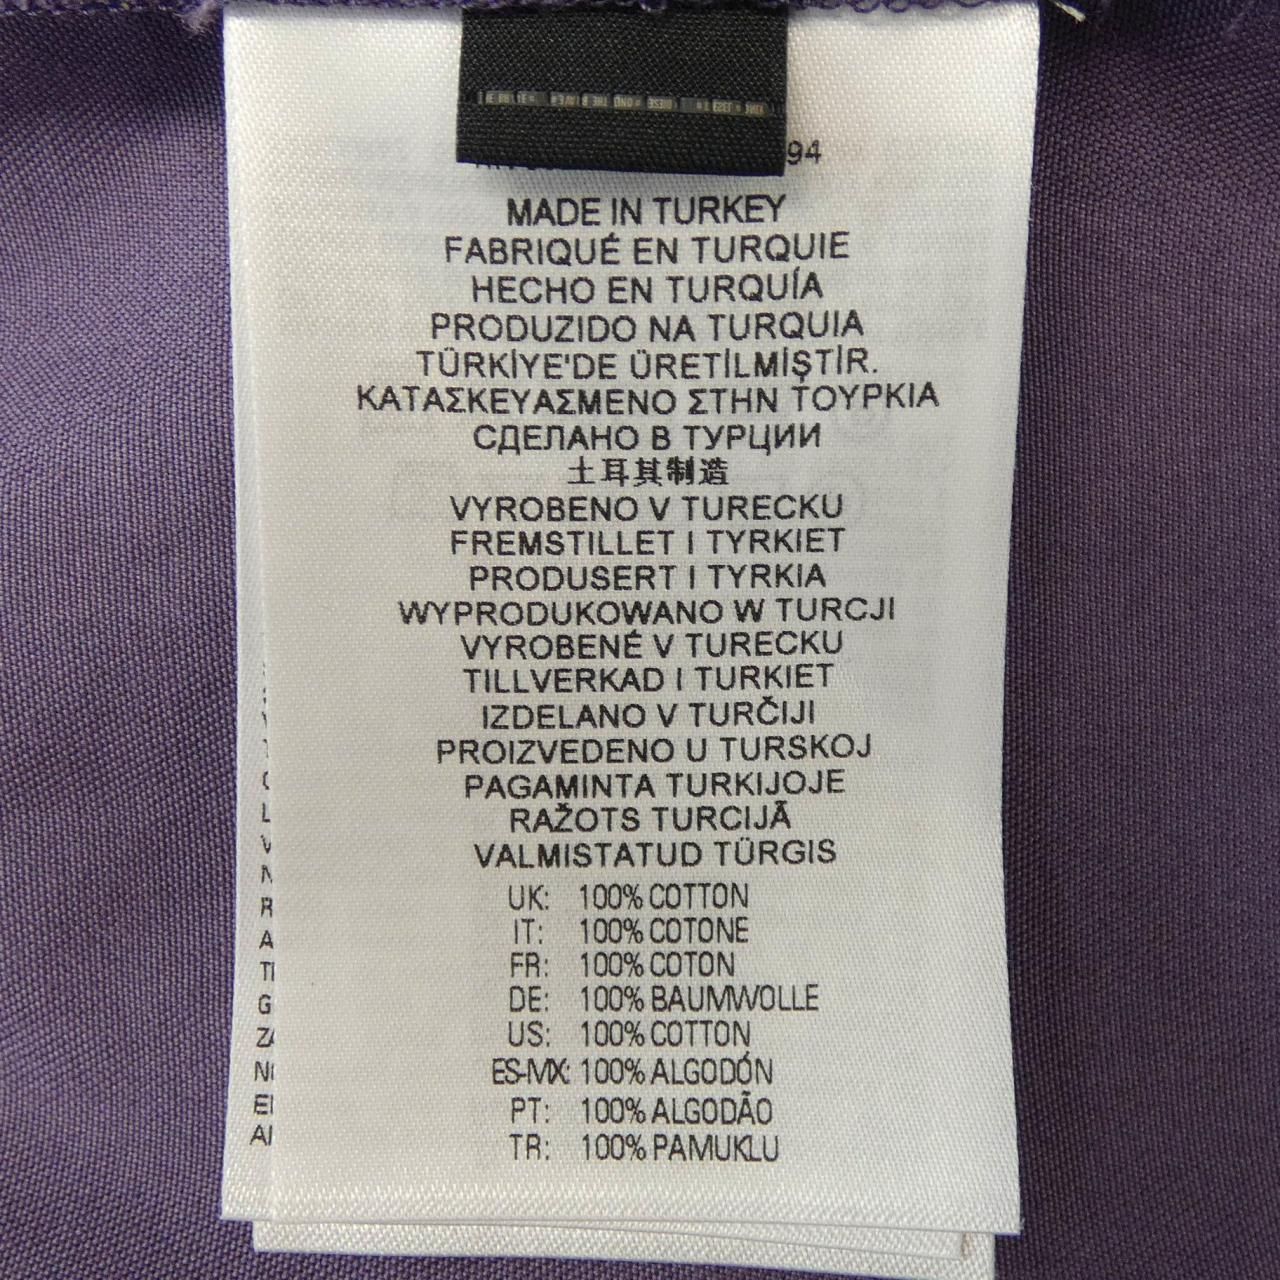 94
MADE IN TURKEY
FABRIQUÉ EN TURQUIE
HECHO EN TURQUÍA
PRODUZIDO NA TURQUIA
TÜRKİYE'DE ÜRETİLMİŞTİR.
ΚΑΤΑΣΚΕΥΑΣΜΕΝΟ ΣΤΗΝ ΤΟΥΡΚΙΑ
СДЕЛАНО В ТУРЦИИ
土耳其制造
VYROBENO V TURECKU
FREMSTILLET I TYRKIET
PRODUSERT I TYRKIA
WYPRODUKOWANO W TURCJI
VYROBENÉ V TURECKU
TILLVERKAD I TURKIET
IZDELANO V TURČIJI
PROIZVEDENO U TURSKOJ
PAGAMINTA TURKIJOJE
RAŽOTS TURCIJĀ
VALMISTATUD TÜRGIS
UK: 100% COTTON
IT: 100% COTONE
FR: 100% COTON
DE: 100% BAUMWOLLE
US: 100% COTTON
ES-MX: 100% ALGODÓN
PT: 100% ALGODÃO
TR: 100% PAMUKLU